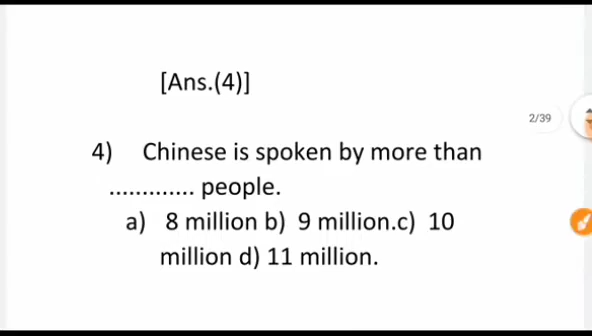 [Ans.(4)]
2/39
4) Chinese is spoken by more than
............. people.
a) 8 million b) 9 million.c) 10
million d) 11 million.